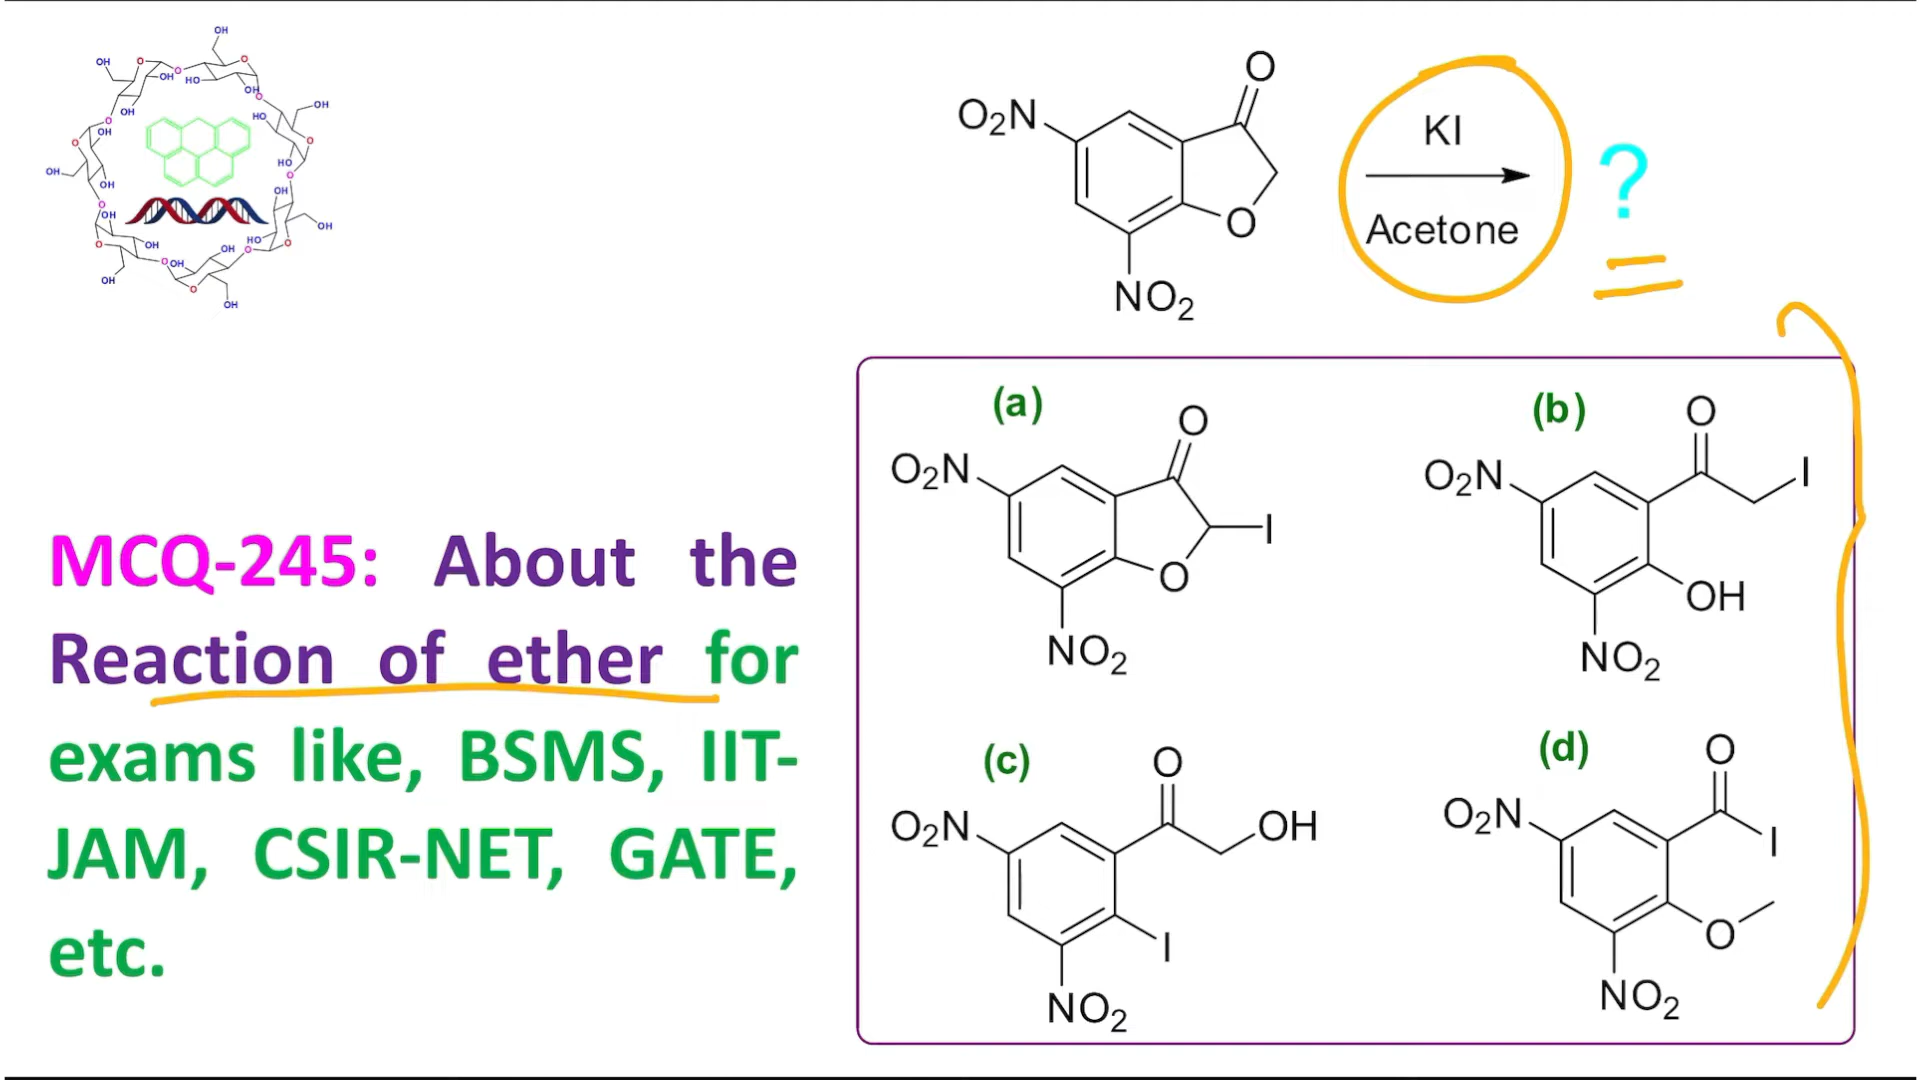 O₂N
O
O
NO₂
KI
Acetone
?
MCQ-245: About the
Reaction of ether for
exams like, BSMS, IIT-
JAM, CSIR-NET, GATE,
etc.
(a)
O₂N
O
I
O
NO₂
(b)
O₂N
O
I
OH
NO₂
(c)
O₂N
O
OH
I
NO₂
(d)
O₂N
O
I
O
NO₂